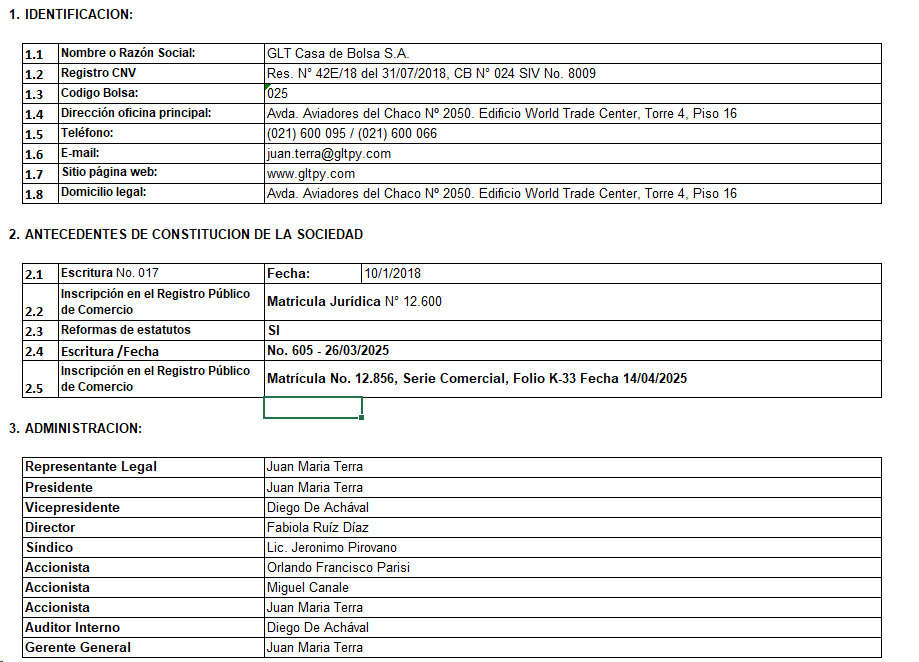 1. IDENTIFICACION:
1.1 Nombre o Razón Social: GLT Casa de Bolsa S.A.
1.2 Registro CNV Res. N° 42E/18 del 31/07/2018, CB N° 024 SIV No. 8009
1.3 Codigo Bolsa: 025
1.4 Dirección oficina principal: Avda. Aviadores del Chaco Nº 2050. Edificio World Trade Center, Torre 4, Piso 16
1.5 Teléfono: (021) 600 095 / (021) 600 066
1.6 E-mail: juan.terra@gltpy.com
1.7 Sitio página web: www.gltpy.com
1.8 Domicilio legal: Avda. Aviadores del Chaco Nº 2050. Edificio World Trade Center, Torre 4, Piso 16
2. ANTECEDENTES DE CONSTITUCION DE LA SOCIEDAD
2.1 Escritura No. 017 Fecha: 10/1/2018
Inscripción en el Registro Público
2.2 de Comercio Matricula Jurídica N° 12.600
2.3 Reformas de estatutos SI
2.4 Escritura /Fecha No. 605 - 26/03/2025
Inscripción en el Registro Público
2.5 de Comercio Matrícula No. 12.856, Serie Comercial, Folio K-33 Fecha 14/04/2025
3. ADMINISTRACION:
Representante Legal Juan Maria Terra
Presidente Juan Maria Terra
Vicepresidente Diego De Achával
Director Fabiola Ruíz Díaz
Síndico Lic. Jeronimo Pirovano
Accionista Orlando Francisco Parisi
Accionista Miguel Canale
Accionista Juan Maria Terra
Auditor Interno Diego De Achával
Gerente General Juan Maria Terra